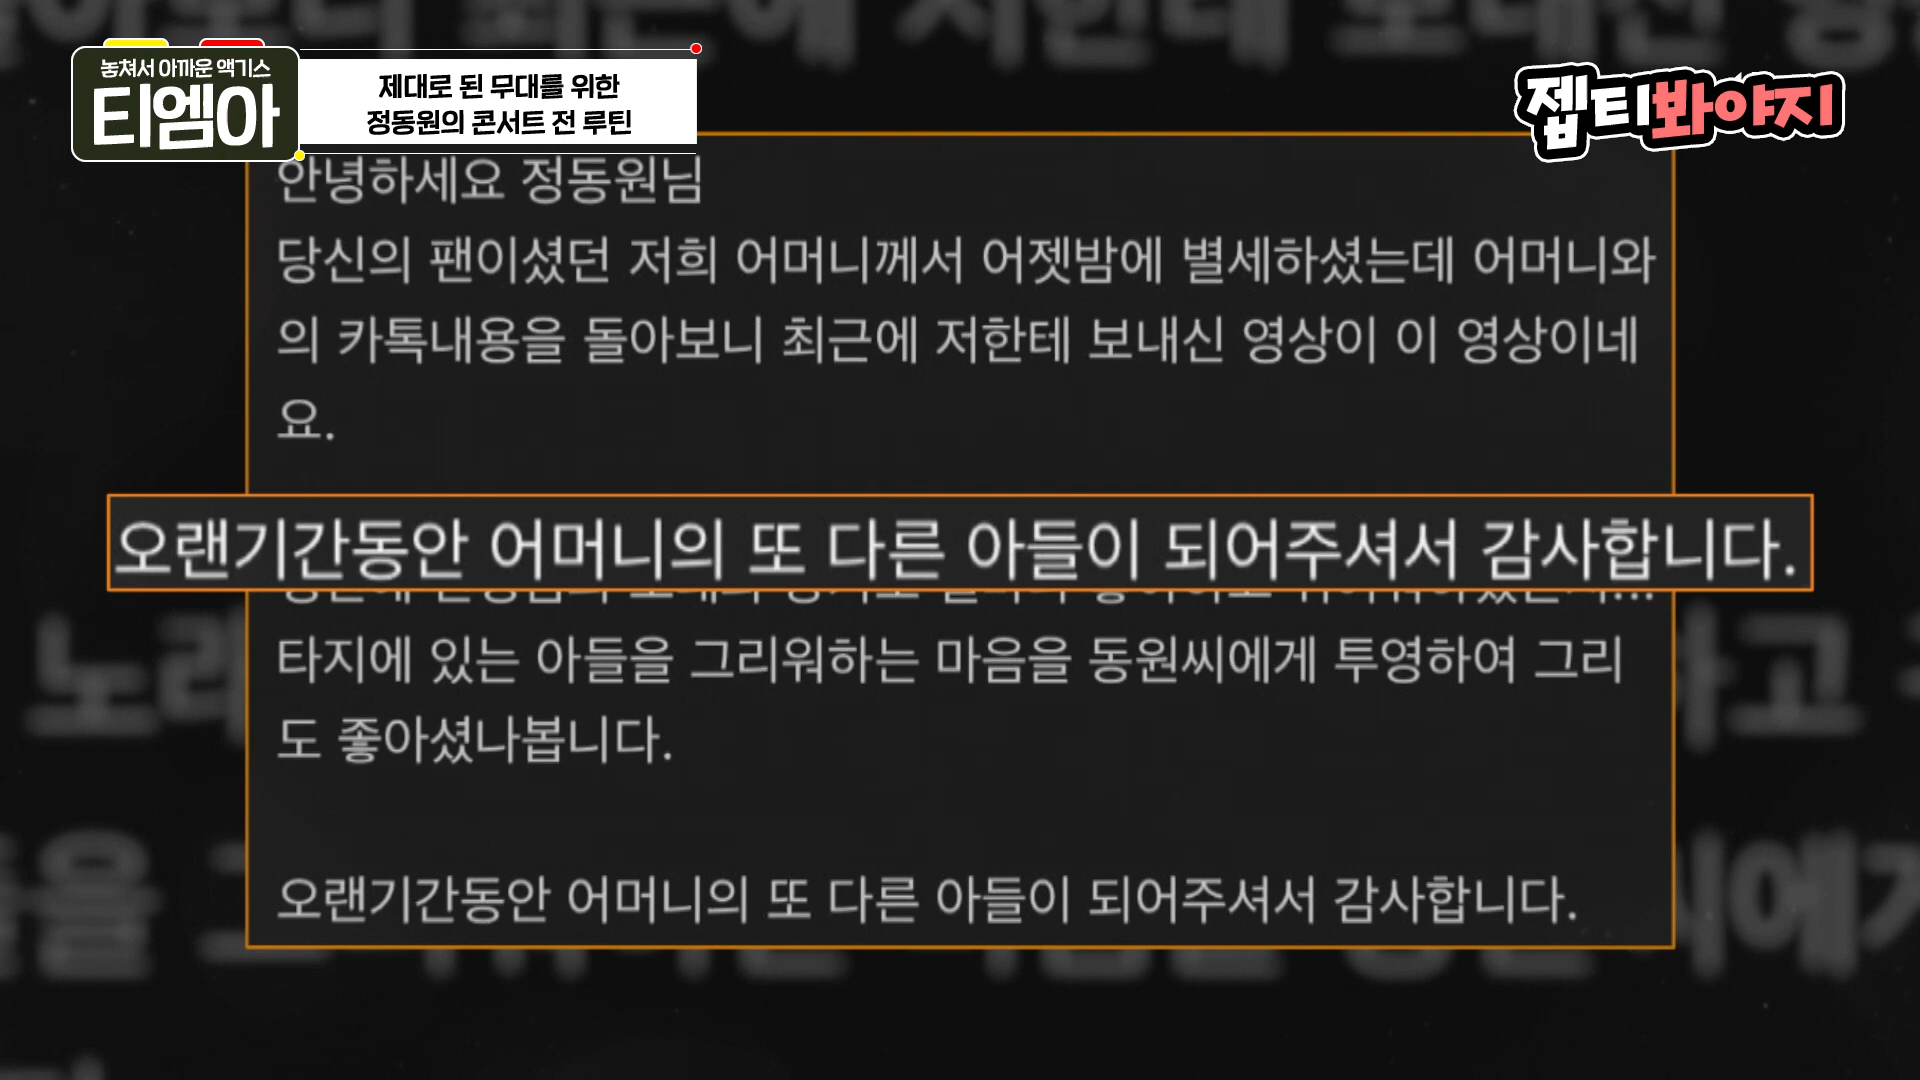 놓쳐서 아까운 액기스
티엠아
제대로 된 무대를 위한
정동원의 콘서트 전 루틴
젭티봐야지
안녕하세요 정동원님
당신의 팬이셨던 저희 어머니께서 어젯밤에 별세하셨는데 어머니와
의 카톡내용을 돌아보니 최근에 저한테 보내신 영상이 이 영상이네
요.
오랜기간동안 어머니의 또 다른 아들이 되어주셔서 감사합니다.
타지에 있는 아들을 그리워하는 마음을 동원씨에게 투영하여 그리
도 좋아셨나봅니다.
오랜기간동안 어머니의 또 다른 아들이 되어주셔서 감사합니다.